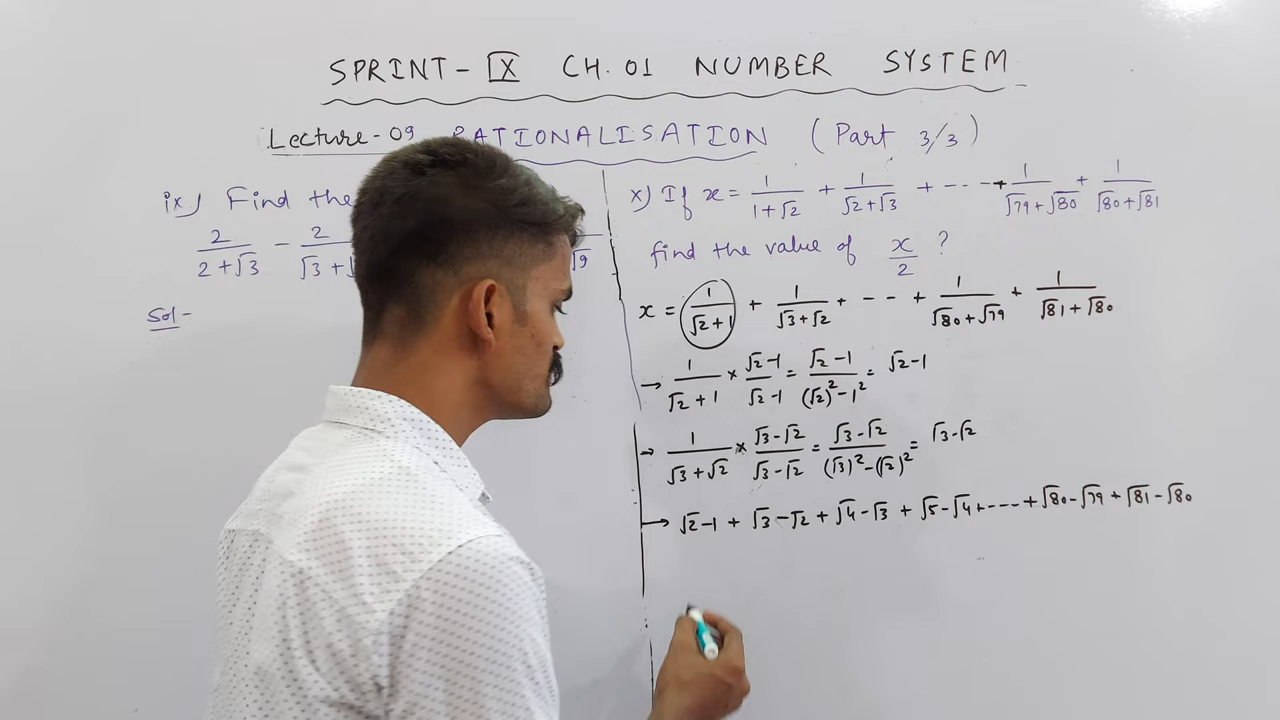 SPRINT-IX CH. 01 NUMBER SYSTEM
Lecture-09 RATIONALISATION (Part 3/3)
ix) Find the
2/(2+√3) - 2/(√3+√ √9
Sol-
x) If x = 1/(1+√2) + 1/(√2+√3) + ---+ 1/(√79+√80) + 1/(√80+√81)
find the value of x/2 ?
x = 1/(√2+1) + 1/(√3+√2) + -- + 1/(√80+√79) + 1/(√81+√80)
→ 1/(√2+1) × (√2-1)/(√2-1) = (√2-1)/((√2)²-1²) = √2-1
→ 1/(√3+√2) × (√3-√2)/(√3-√2) = (√3-√2)/((√3)²-(√2)²) = √3-√2
→ √2-1 + √3-√2 + √4-√3 + √5-√4+---+√80-√79+√81-√80